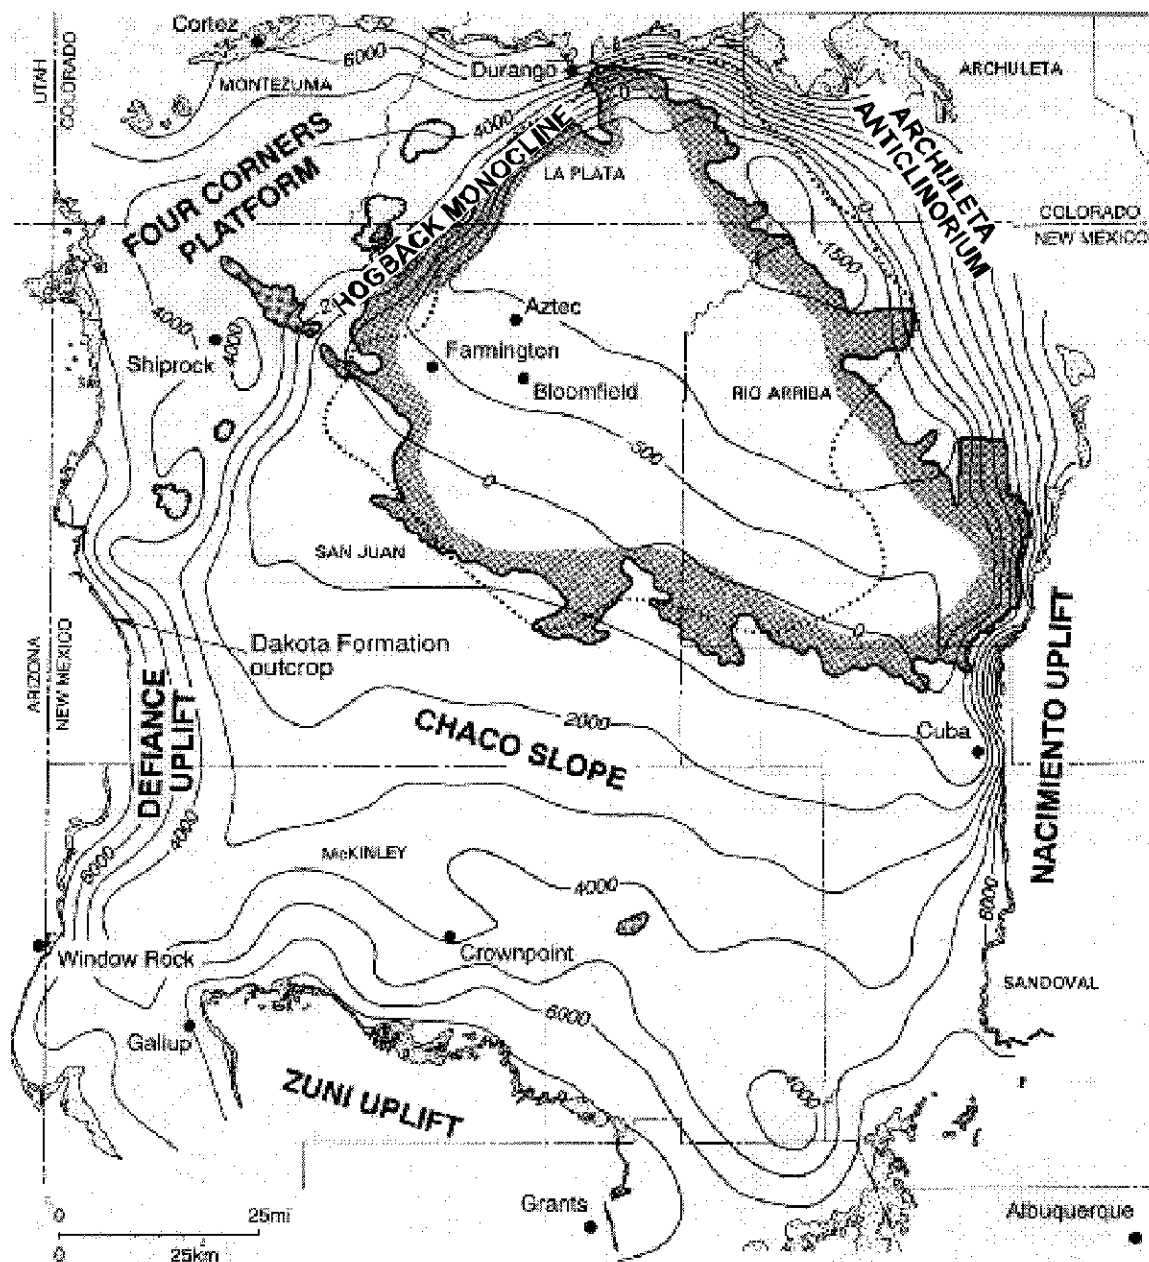 Cortez
6000
Durango
ARCHULETA
UTAH
COLORADO
MONTEZUMA
4000
0
FOUR CORNERS
PLATFORM
HOGBACK MONOCLINE
LA PLATA
ARCHULETA
ANTICLINORIUM
COLORADO
NEW MEXICO
1500
4000
Shiprock
4000
Aztec
Farmington
Bloomfield
RIO ARRIBA
500
0
SAN JUAN
Dakota Formation
outcrop
0
ARIZONA
NEW MEXICO
DEFIANCE
UPLIFT
CHACO SLOPE
2000
Cuba
NACIMIENTO UPLIFT
4000
6000
McKINLEY
4000
6000
Window Rock
Crownpoint
SANDOVAL
Gallup
6000
ZUNI UPLIFT
4000
Grants
Albuquerque
0 25mi
0 25km